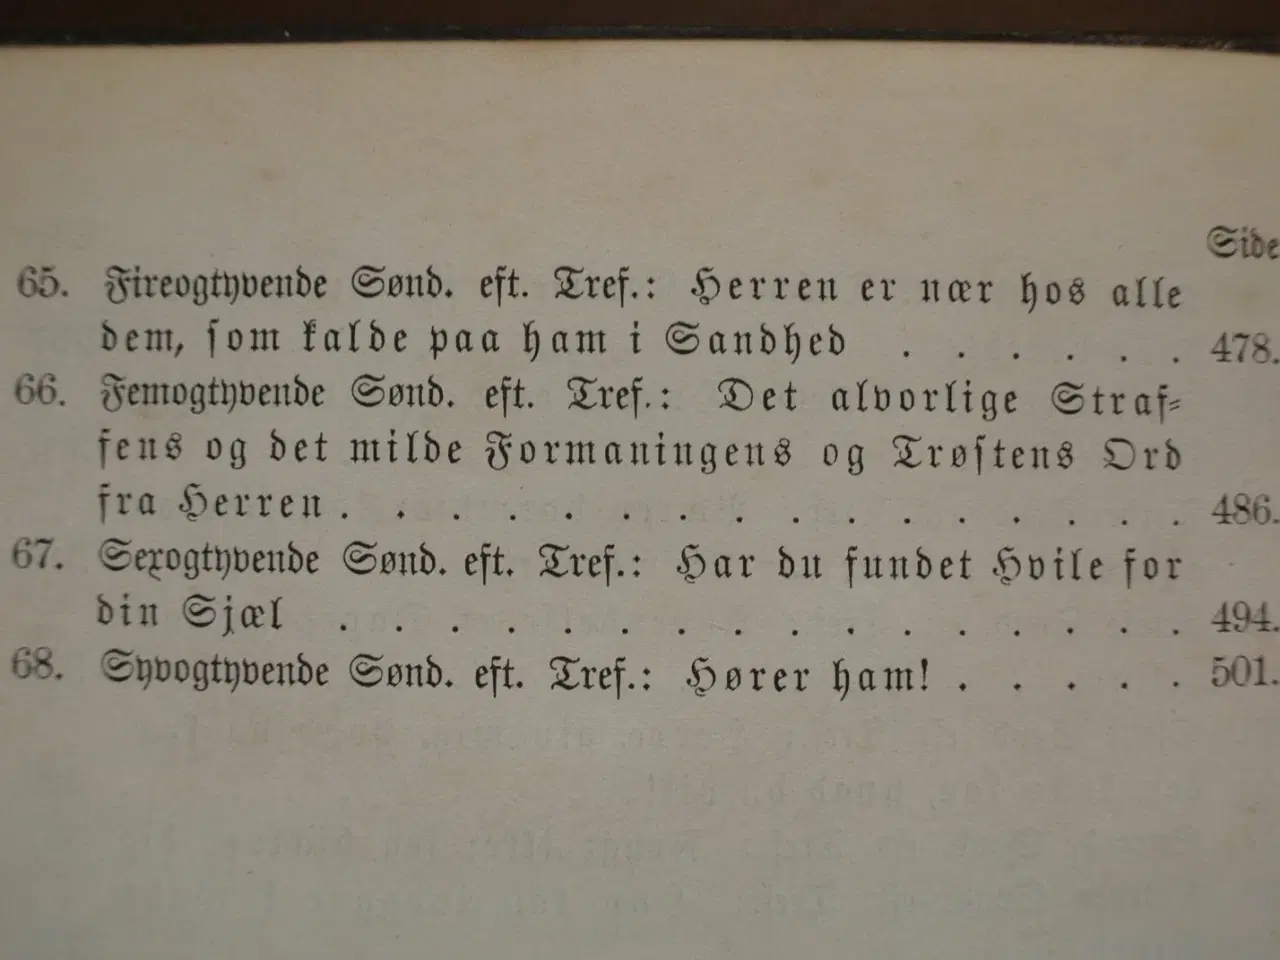 Side
65. Fireogtyvende Sønd. eft. Tref.: Herren er nær hos alle
dem, som kalde paa ham i Sandhed . . . . . . 478.
66. Femogtyvende Sønd. eft. Tref.: Det alvorlige Straf-
fens og det milde Formaningens og Trøstens Ord
fra Herren . . . . . . . . . . . . . . . . 486.
67. Sexogtyvende Sønd. eft. Tref.: Har du fundet Hvile for
din Sjæl . . . . . . . . . . . . . . . . 494.
68. Syvogtyvende Sønd. eft. Tref.: Hører ham! . . . . . 501.